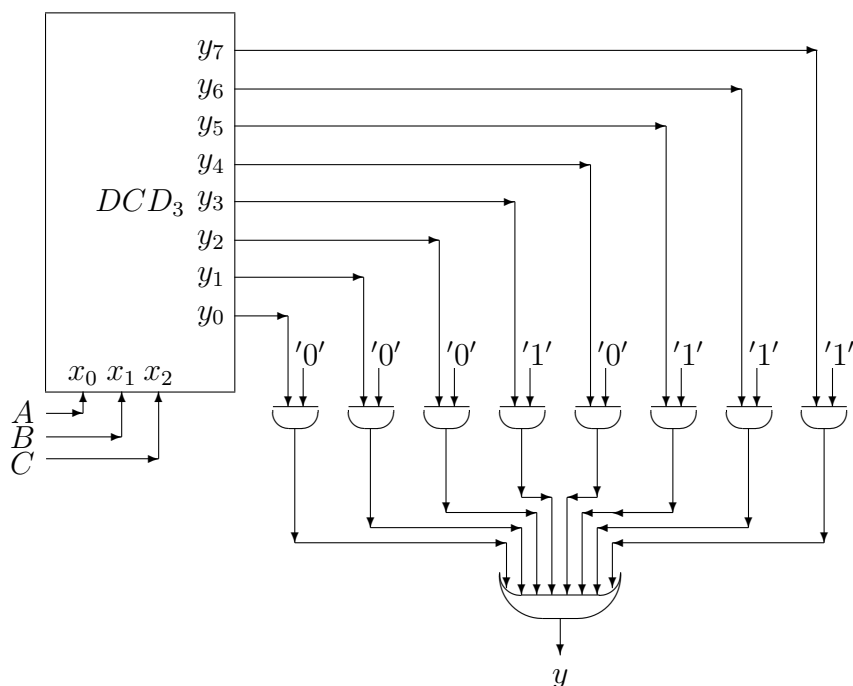 y₇
y₆
y₅
y₄
DCD₃ y₃
y₂
y₁
y₀
'0' '0' '0' '1' '0' '1' '1' '1'
x₀ x₁ x₂
A
B
C
y